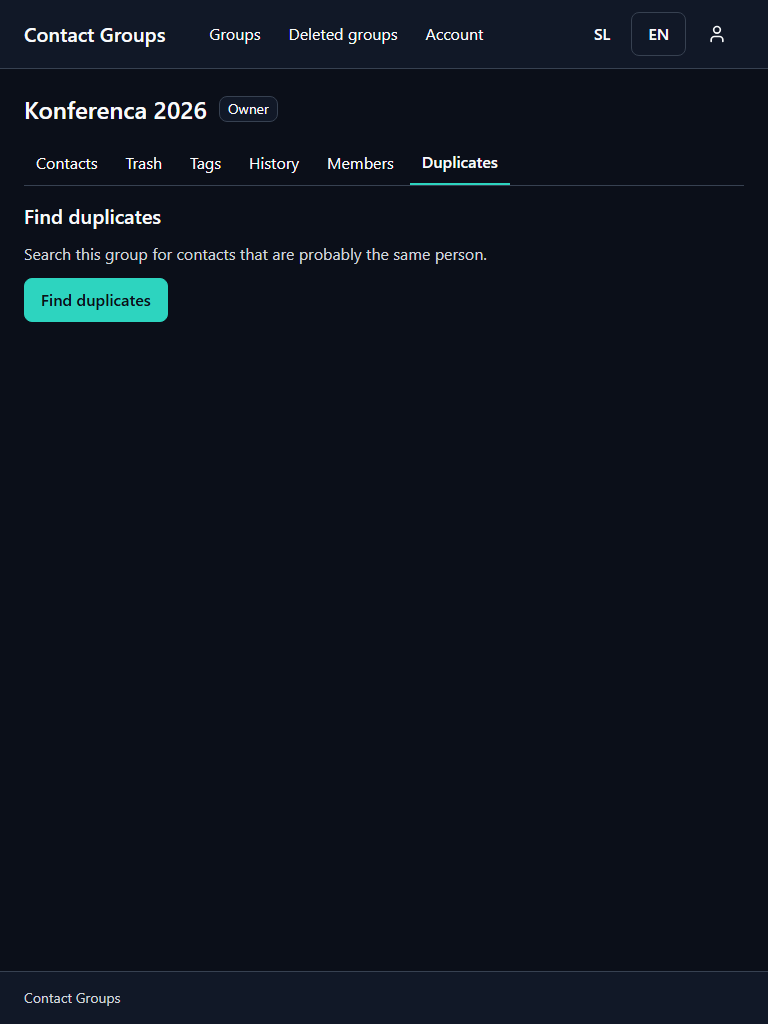 Contact Groups Groups Deleted groups Account SL EN
Konferenca 2026 Owner
Contacts Trash Tags History Members Duplicates
Find duplicates
Search this group for contacts that are probably the same person.
Find duplicates
Contact Groups